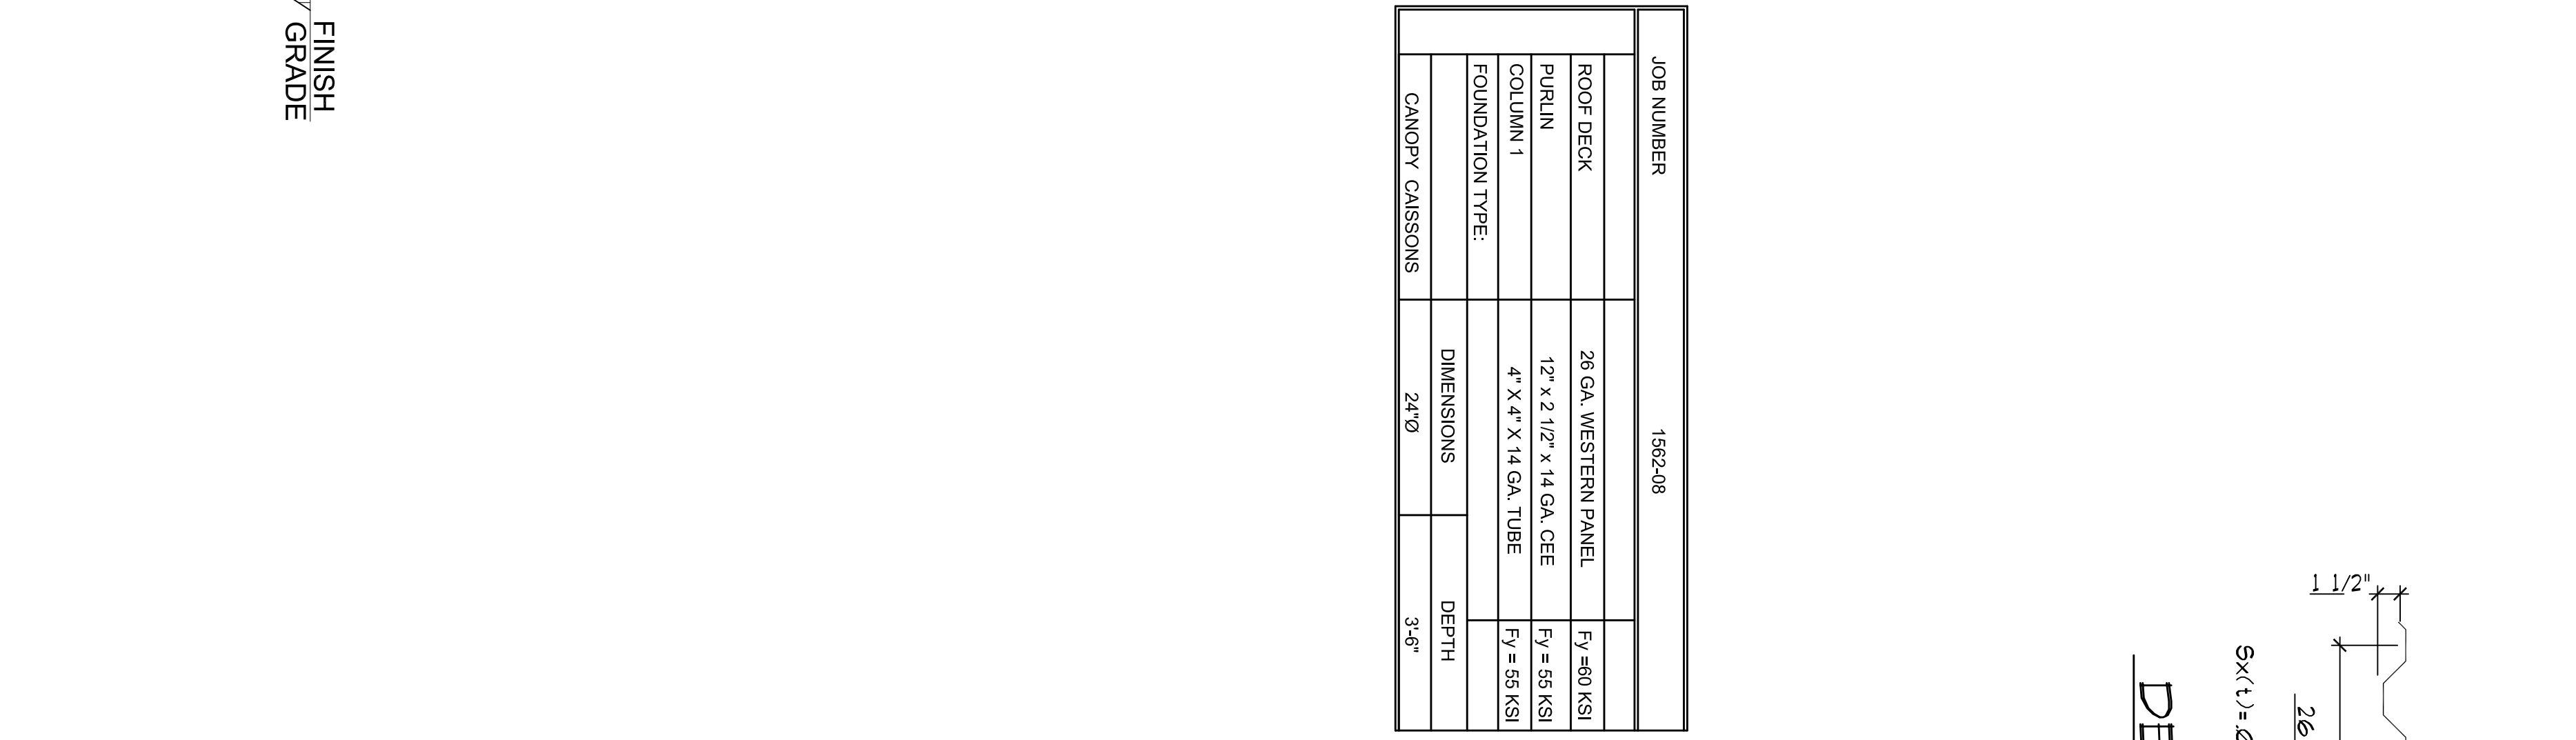 JOB NUMBER 1562-08
ROOF DECK 26 GA. WESTERN PANEL Fy =60 KSI
PURLIN 12" x 2 1/2" x 14 GA. CEE Fy = 55 KSI
COLUMN 1 4" X 4" X 14 GA. TUBE Fy = 55 KSI
FOUNDATION TYPE:
DIMENSIONS DEPTH
CANOPY CAISSONS 24"Ø 3'-6"
FINISH
GRADE
1 1/2"
26
Sx(t)=.